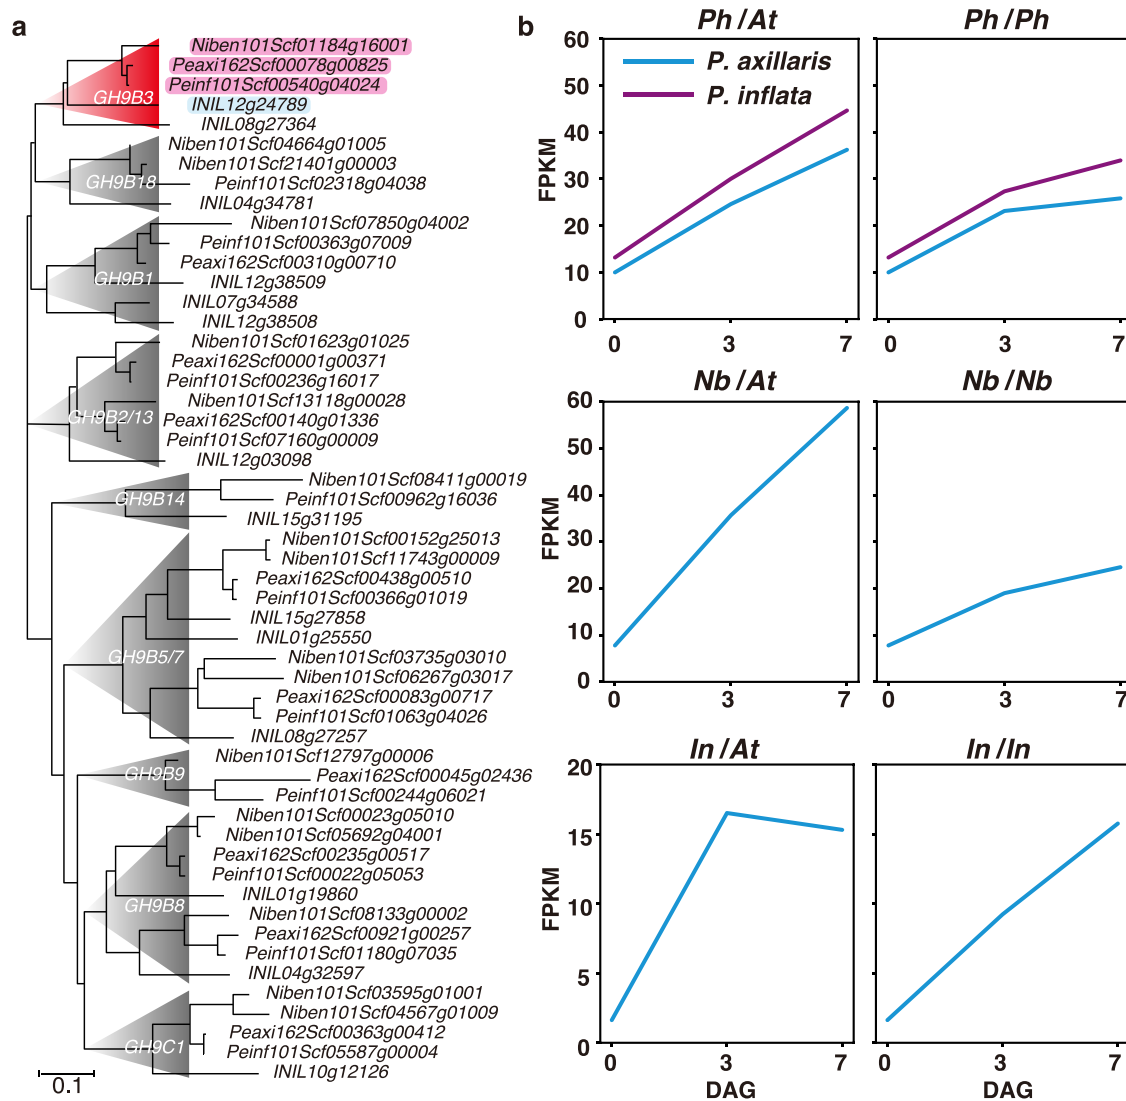 a
GH9B3
Niben101Scf01184g16001
Peaxi162Scf00078g00825
Peinf101Scf00540g04024
INIL12g24789
INIL08g27364
GH9B18
Niben101Scf04664g01005
Niben101Scf21401g00003
Peinf101Scf02318g04038
INIL04g34781
GH9B1
Niben101Scf07850g04002
Peinf101Scf00363g07009
Peaxi162Scf00310g00710
INIL12g38509
INIL07g34588
INIL12g38508
GH9B2/13
Niben101Scf01623g01025
Peaxi162Scf00001g00371
Peinf101Scf00236g16017
Niben101Scf13118g00028
Peaxi162Scf00140g01336
Peinf101Scf07160g00009
INIL12g03098
GH9B14
Niben101Scf08411g00019
Peinf101Scf00962g16036
INIL15g31195
GH9B5/7
Niben101Scf00152g25013
Niben101Scf11743g00009
Peaxi162Scf00438g00510
Peinf101Scf00366g01019
INIL15g27858
INIL01g25550
Niben101Scf03735g03010
Niben101Scf06267g03017
Peaxi162Scf00083g00717
Peinf101Scf01063g04026
INIL08g27257
GH9B9
Niben101Scf12797g00006
Peaxi162Scf00045g02436
Peinf101Scf00244g06021
GH9B8
Niben101Scf00023g05010
Niben101Scf05692g04001
Peaxi162Scf00235g00517
Peinf101Scf00022g05053
INIL01g19860
Niben101Scf08133g00002
Peaxi162Scf00921g00257
Peinf101Scf01180g07035
INIL04g32597
GH9C1
Niben101Scf03595g01001
Niben101Scf04567g01009
Peaxi162Scf00363g00412
Peinf101Scf05587g00004
INIL10g12126
0.1
b
Ph/At
Ph/Ph
P. axillaris
P. inflata
FPKM
60
50
40
30
20
10
0
0 3 7
0 3 7
Nb/At
Nb/Nb
FPKM
60
50
40
30
20
10
0
0 3 7
0 3 7
In/At
In/In
FPKM
20
15
10
5
0
0 3 7
0 3 7
DAG
DAG